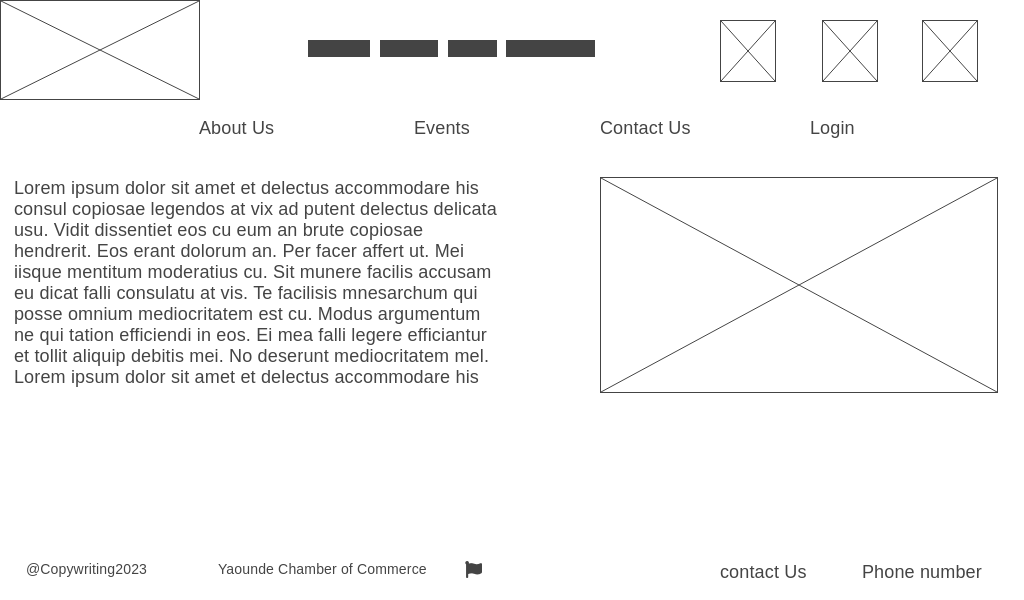 About Us
Events
Contact Us
Login
Lorem ipsum dolor sit amet et delectus accommodare his
consul copiosae legendos at vix ad putent delectus delicata
usu. Vidit dissentiet eos cu eum an brute copiosae
hendrerit. Eos erant dolorum an. Per facer affert ut. Mei
iisque mentitum moderatius cu. Sit munere facilis accusam
eu dicat falli consulatu at vis. Te facilisis mnesarchum qui
posse omnium mediocritatem est cu. Modus argumentum
ne qui tation efficiendi in eos. Ei mea falli legere efficiantur
et tollit aliquip debitis mei. No deserunt mediocritatem mel.
Lorem ipsum dolor sit amet et delectus accommodare his
@Copywriting2023
Yaounde Chamber of Commerce
contact Us
Phone number